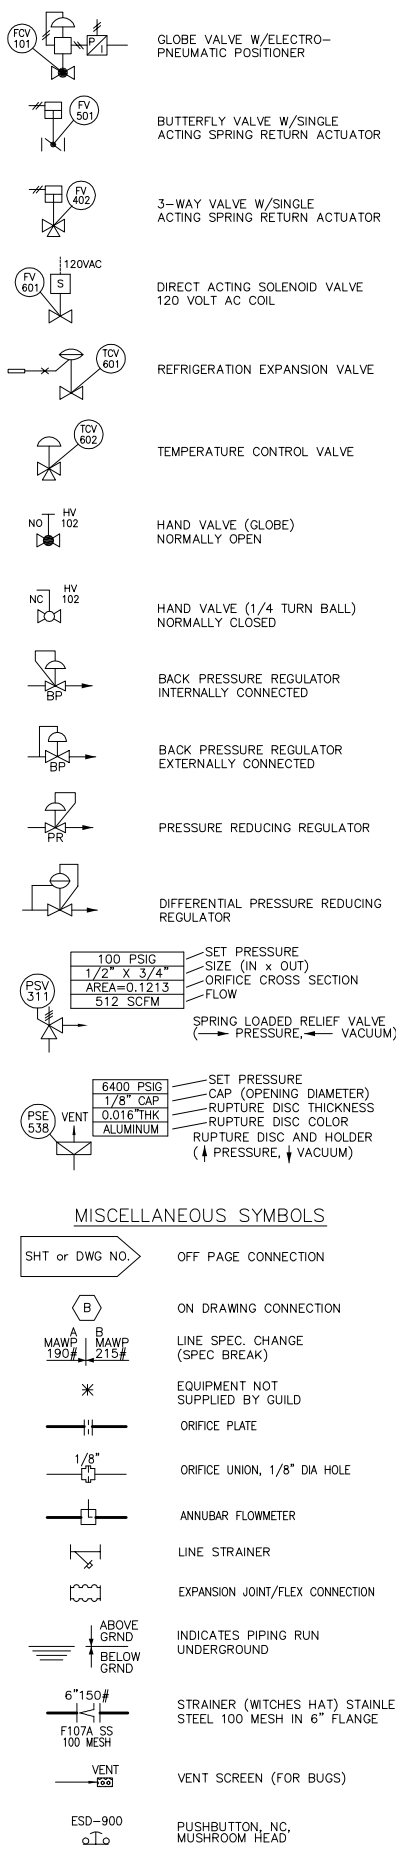 FCV
101
P
I
GLOBE VALVE W/ELECTRO-
PNEUMATIC POSITIONER
FV
501
BUTTERFLY VALVE W/SINGLE
ACTING SPRING RETURN ACTUATOR
FV
402
3-WAY VALVE W/SINGLE
ACTING SPRING RETURN ACTUATOR
120VAC
FV
601
S
DIRECT ACTING SOLENOID VALVE
120 VOLT AC COIL
TCV
601
REFRIGERATION EXPANSION VALVE
TCV
602
TEMPERATURE CONTROL VALVE
NO
HV
102
HAND VALVE (GLOBE)
NORMALLY OPEN
NC
HV
102
HAND VALVE (1/4 TURN BALL)
NORMALLY CLOSED
BP
BACK PRESSURE REGULATOR
INTERNALLY CONNECTED
BP
BACK PRESSURE REGULATOR
EXTERNALLY CONNECTED
PR
PRESSURE REDUCING REGULATOR
DIFFERENTIAL PRESSURE REDUCING
REGULATOR
PSV
311
100 PSIG
1/2" X 3/4"
AREA=0.1213
512 SCFM
SET PRESSURE
SIZE (IN x OUT)
ORIFICE CROSS SECTION
FLOW
SPRING LOADED RELIEF VALVE
(→ PRESSURE,← VACUUM)
PSE
538
VENT
6400 PSIG
1/8" CAP
0.016"THK
ALUMINUM
SET PRESSURE
CAP (OPENING DIAMETER)
RUPTURE DISC THICKNESS
RUPTURE DISC COLOR
RUPTURE DISC AND HOLDER
(↑ PRESSURE, ↓ VACUUM)
MISCELLANEOUS SYMBOLS
SHT or DWG NO.
OFF PAGE CONNECTION
B
ON DRAWING CONNECTION
A B
MAWP MAWP
190# 215#
LINE SPEC. CHANGE
(SPEC BREAK)
EQUIPMENT NOT
SUPPLIED BY GUILD
ORIFICE PLATE
1/8"
ORIFICE UNION, 1/8" DIA HOLE
ANNUBAR FLOWMETER
LINE STRAINER
EXPANSION JOINT/FLEX CONNECTION
ABOVE
GRND
BELOW
GRND
INDICATES PIPING RUN
UNDERGROUND
6"150#
F107A SS
100 MESH
STRAINER (WITCHES HAT) STAINLE
STEEL 100 MESH IN 6" FLANGE
VENT
VENT SCREEN (FOR BUGS)
ESD-900
PUSHBUTTON, NC,
MUSHROOM HEAD